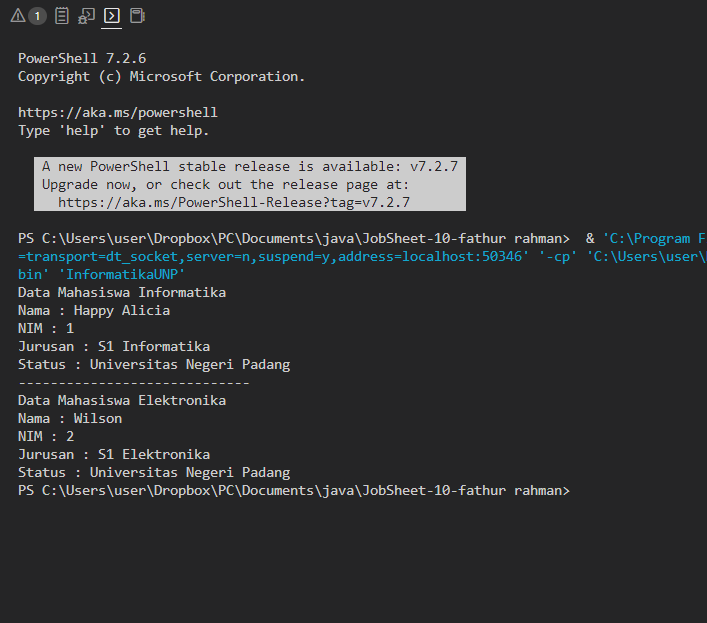 1
PowerShell 7.2.6
Copyright (c) Microsoft Corporation.
https://aka.ms/powershell
Type 'help' to get help.
A new PowerShell stable release is available: v7.2.7
Upgrade now, or check out the release page at:
https://aka.ms/PowerShell-Release?tag=v7.2.7
PS C:\Users\user\Dropbox\PC\Documents\java\JobSheet-10-fathur rahman>  & 'C:\Program F
=transport=dt_socket,server=n,suspend=y,address=localhost:50346' '-cp' 'C:\Users\user\
bin' 'InformatikaUNP'
Data Mahasiswa Informatika
Nama : Happy Alicia
NIM : 1
Jurusan : S1 Informatika
Status : Universitas Negeri Padang
-----------------------------
Data Mahasiswa Elektronika
Nama : Wilson
NIM : 2
Jurusan : S1 Elektronika
Status : Universitas Negeri Padang
PS C:\Users\user\Dropbox\PC\Documents\java\JobSheet-10-fathur rahman>